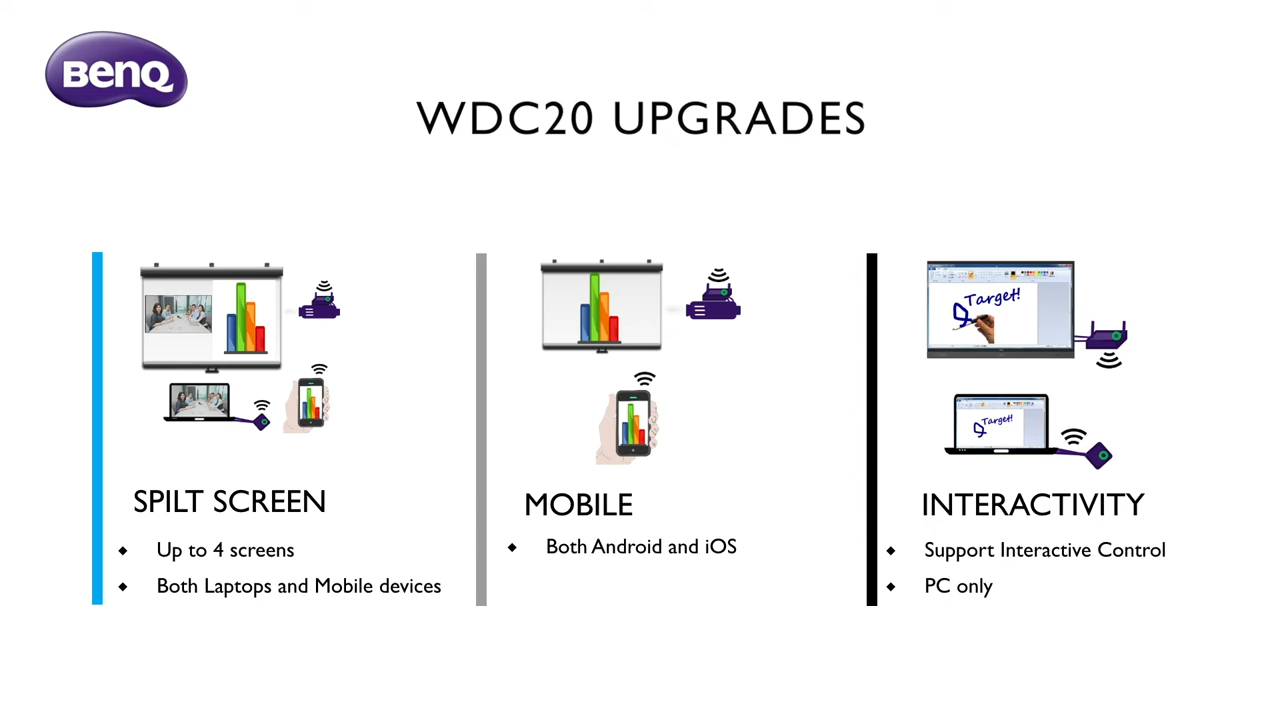 BenQ
WDC20 UPGRADES
Target!
Target!
SPILT SCREEN
◆ Up to 4 screens
◆ Both Laptops and Mobile devices
MOBILE
◆ Both Android and iOS
INTERACTIVITY
◆ Support Interactive Control
◆ PC only